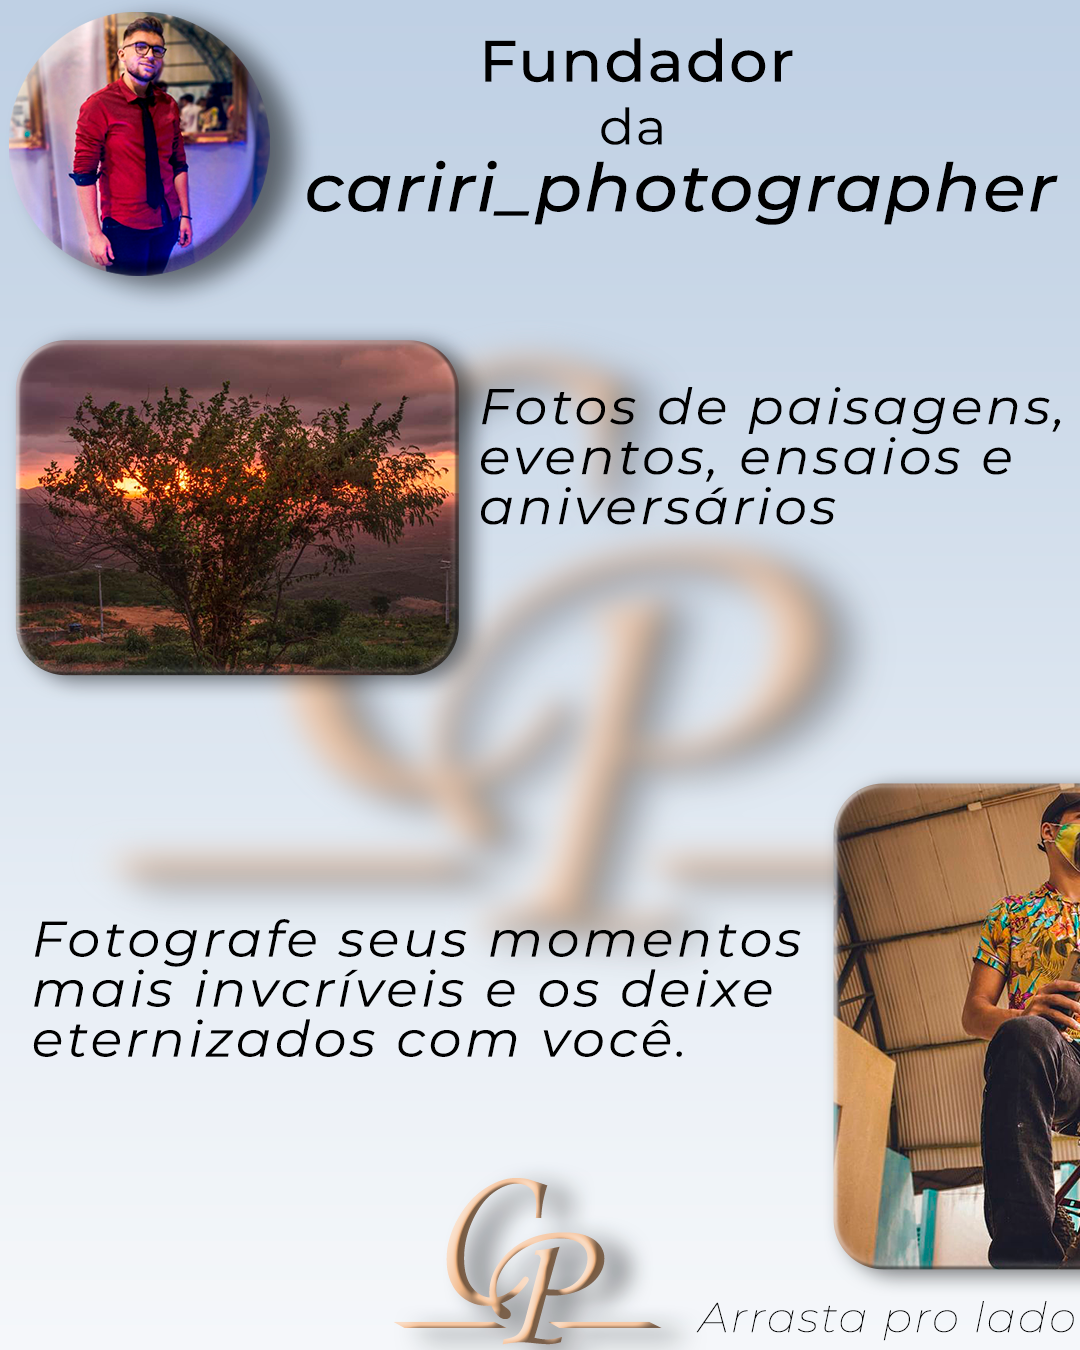 Fundador
da
cariri_photographer
Fotos de paisagens,
eventos, ensaios e
aniversários
Fotografe seus momentos
mais invcríveis e os deixe
eternizados com você.
CP
Arrasta pro lado